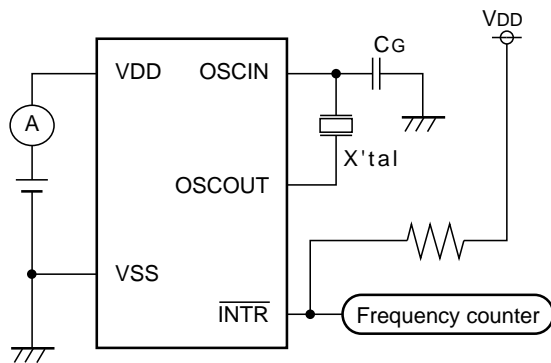 VDD
VDD
OSCIN
CG
A
X'tal
OSCOUT
VSS
INTR
Frequency counter